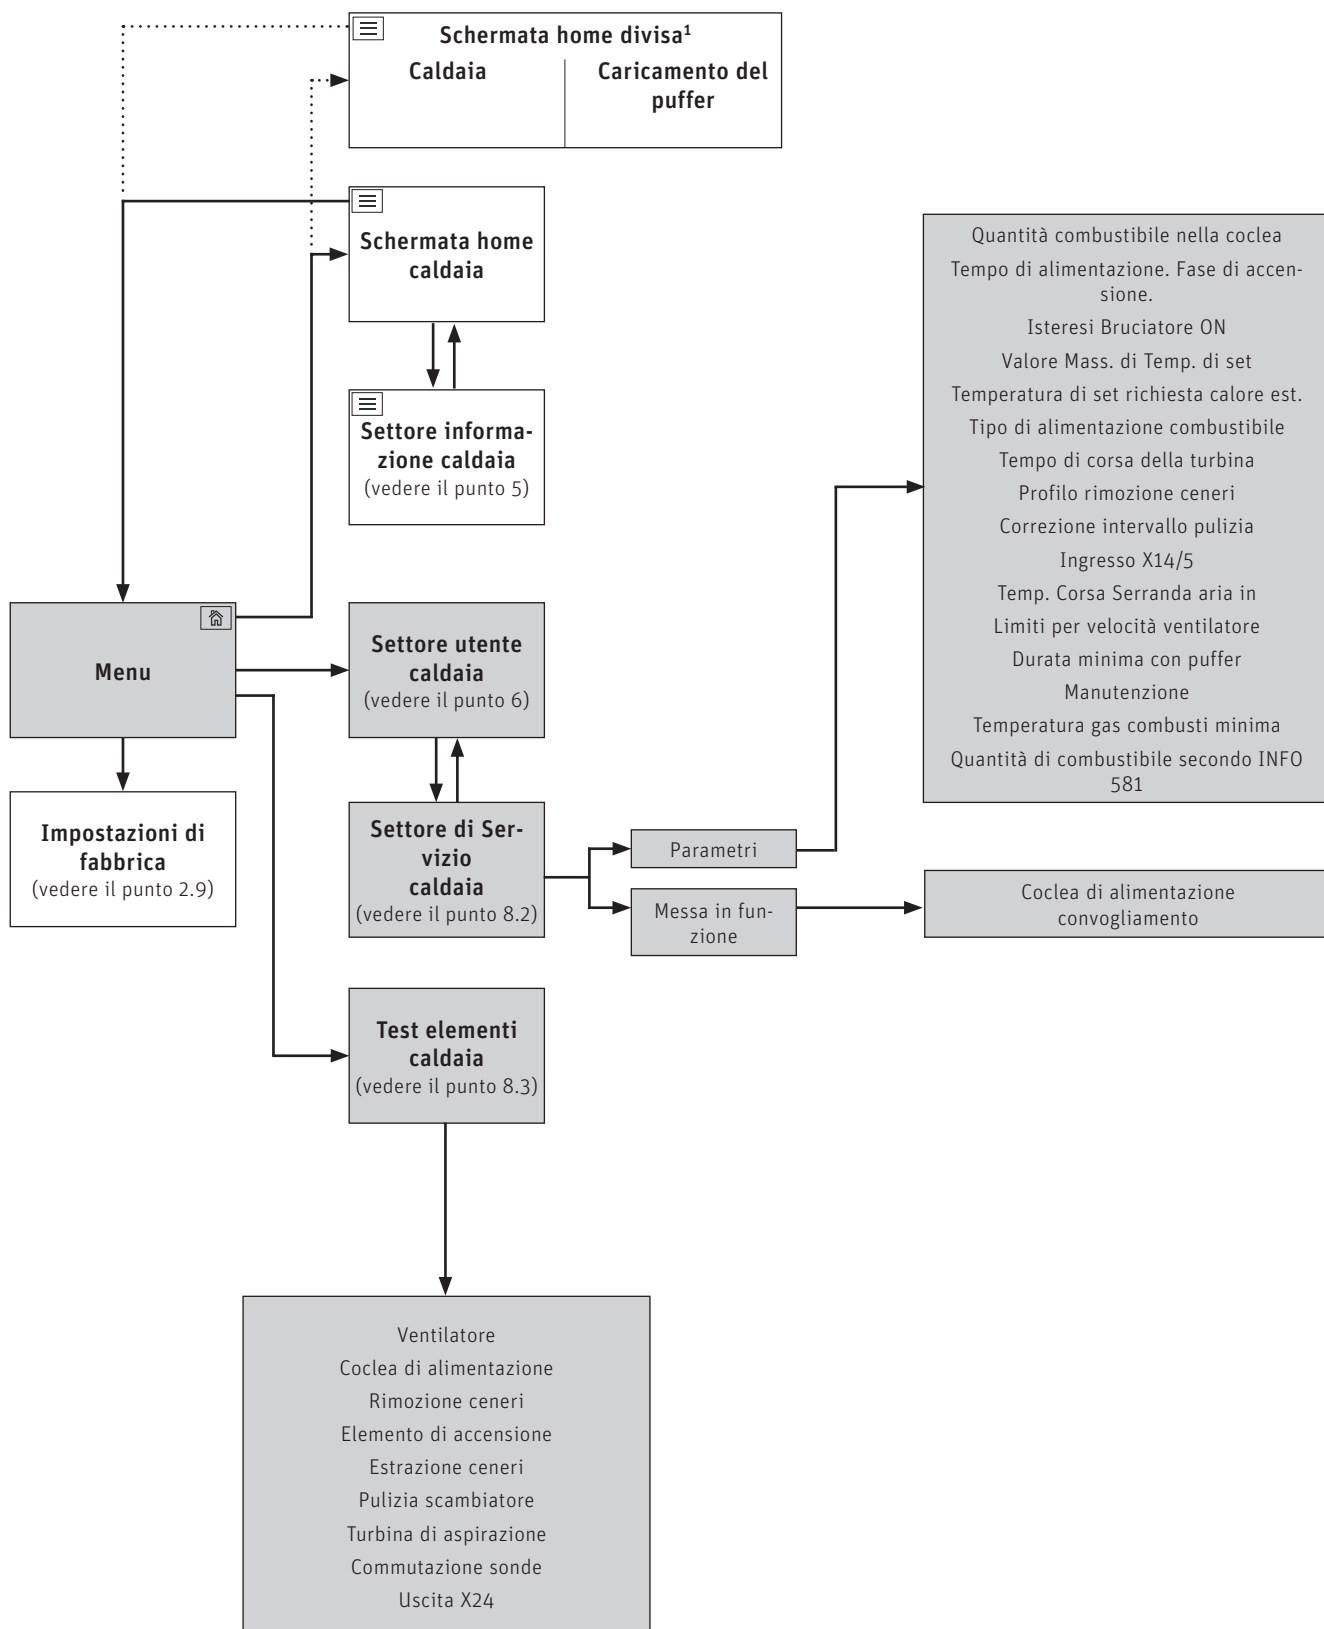 Schermata home divisa¹
Caldaia
Caricamento del
puffer
Schermata home
caldaia
Settore informa-
zione caldaia
(vedere il punto 5)
Menu
Impostazioni di
fabbrica
(vedere il punto 2.9)
Settore utente
caldaia
(vedere il punto 6)
Settore di Ser-
vizio
caldaia
(vedere il punto 8.2)
Parametri
Messa in fun-
zione
Quantità combustibile nella coclea
Tempo di alimentazione. Fase di accen-
sione.
Isteresi Bruciatore ON
Valore Mass. di Temp. di set
Temperatura di set richiesta calore est.
Tipo di alimentazione combustibile
Tempo di corsa della turbina
Profilo rimozione ceneri
Correzione intervallo pulizia
Ingresso X14/5
Temp. Corsa Serranda aria in
Limiti per velocità ventilatore
Durata minima con puffer
Manutenzione
Temperatura gas combusti minima
Quantità di combustibile secondo INFO
581
Coclea di alimentazione
convogliamento
Test elementi
caldaia
(vedere il punto 8.3)
Ventilatore
Coclea di alimentazione
Rimozione ceneri
Elemento di accensione
Estrazione ceneri
Pulizia scambiatore
Turbina di aspirazione
Commutazione sonde
Uscita X24